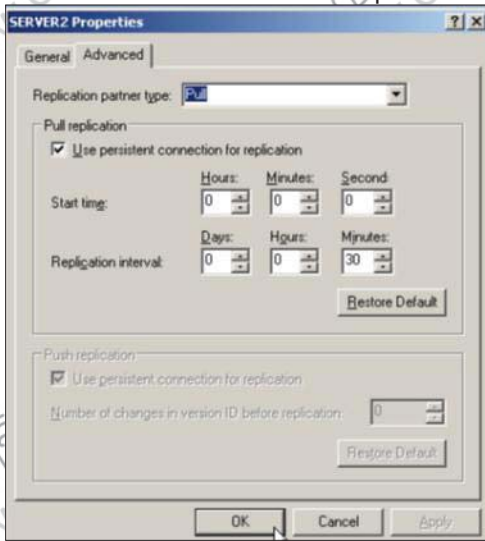 SERVER2 Properties
General Advanced
Replication partner type: Pull
Pull replication
Use persistent connection for replication
Hours: Minutes: Second:
Start time: 0 0 0
Days: Hours: Minutes:
Replication interval: 0 0 30
Restore Default
Push replication
Use persistent connection for replication
Number of changes in version ID before replication: 0
Restore Default
OK Cancel Apply